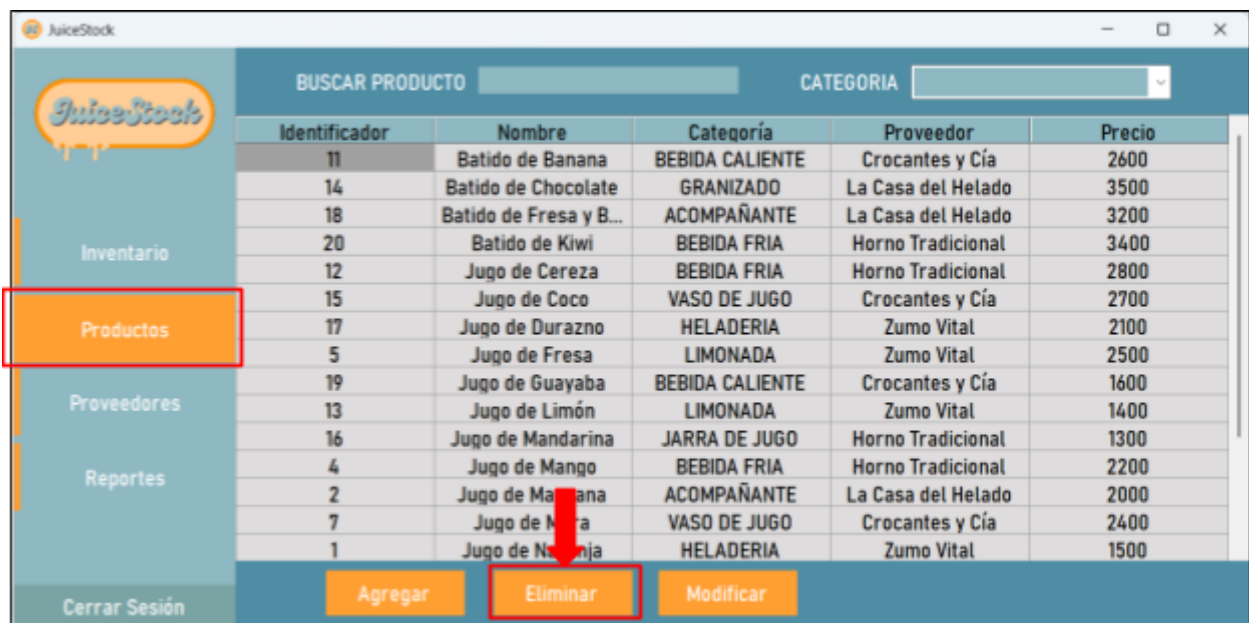 JuiceStock
JuiceStock
BUSCAR PRODUCTO CATEGORIA
Identificador Nombre Categoría Proveedor Precio
11 Batido de Banana BEBIDA CALIENTE Crocantes y Cía 2600
14 Batido de Chocolate GRANIZADO La Casa del Helado 3500
18 Batido de Fresa y B... ACOMPAÑANTE La Casa del Helado 3200
20 Batido de Kiwi BEBIDA FRIA Horno Tradicional 3400
12 Jugo de Cereza BEBIDA FRIA Horno Tradicional 2800
15 Jugo de Coco VASO DE JUGO Crocantes y Cía 2700
17 Jugo de Durazno HELADERIA Zumo Vital 2100
5 Jugo de Fresa LIMONADA Zumo Vital 2500
19 Jugo de Guayaba BEBIDA CALIENTE Crocantes y Cía 1600
13 Jugo de Limón LIMONADA Zumo Vital 1400
16 Jugo de Mandarina JARRA DE JUGO Horno Tradicional 1300
4 Jugo de Mango BEBIDA FRIA Horno Tradicional 2200
2 Jugo de ACOMPAÑANTE La Casa del Helado 2000
7 Jugo de VASO DE JUGO Crocantes y Cía 2400
1 Jugo de HELADERIA Zumo Vital 1500
Inventario
Productos
Proveedores
Reportes
Cerrar Sesión
Agregar Eliminar Modificar